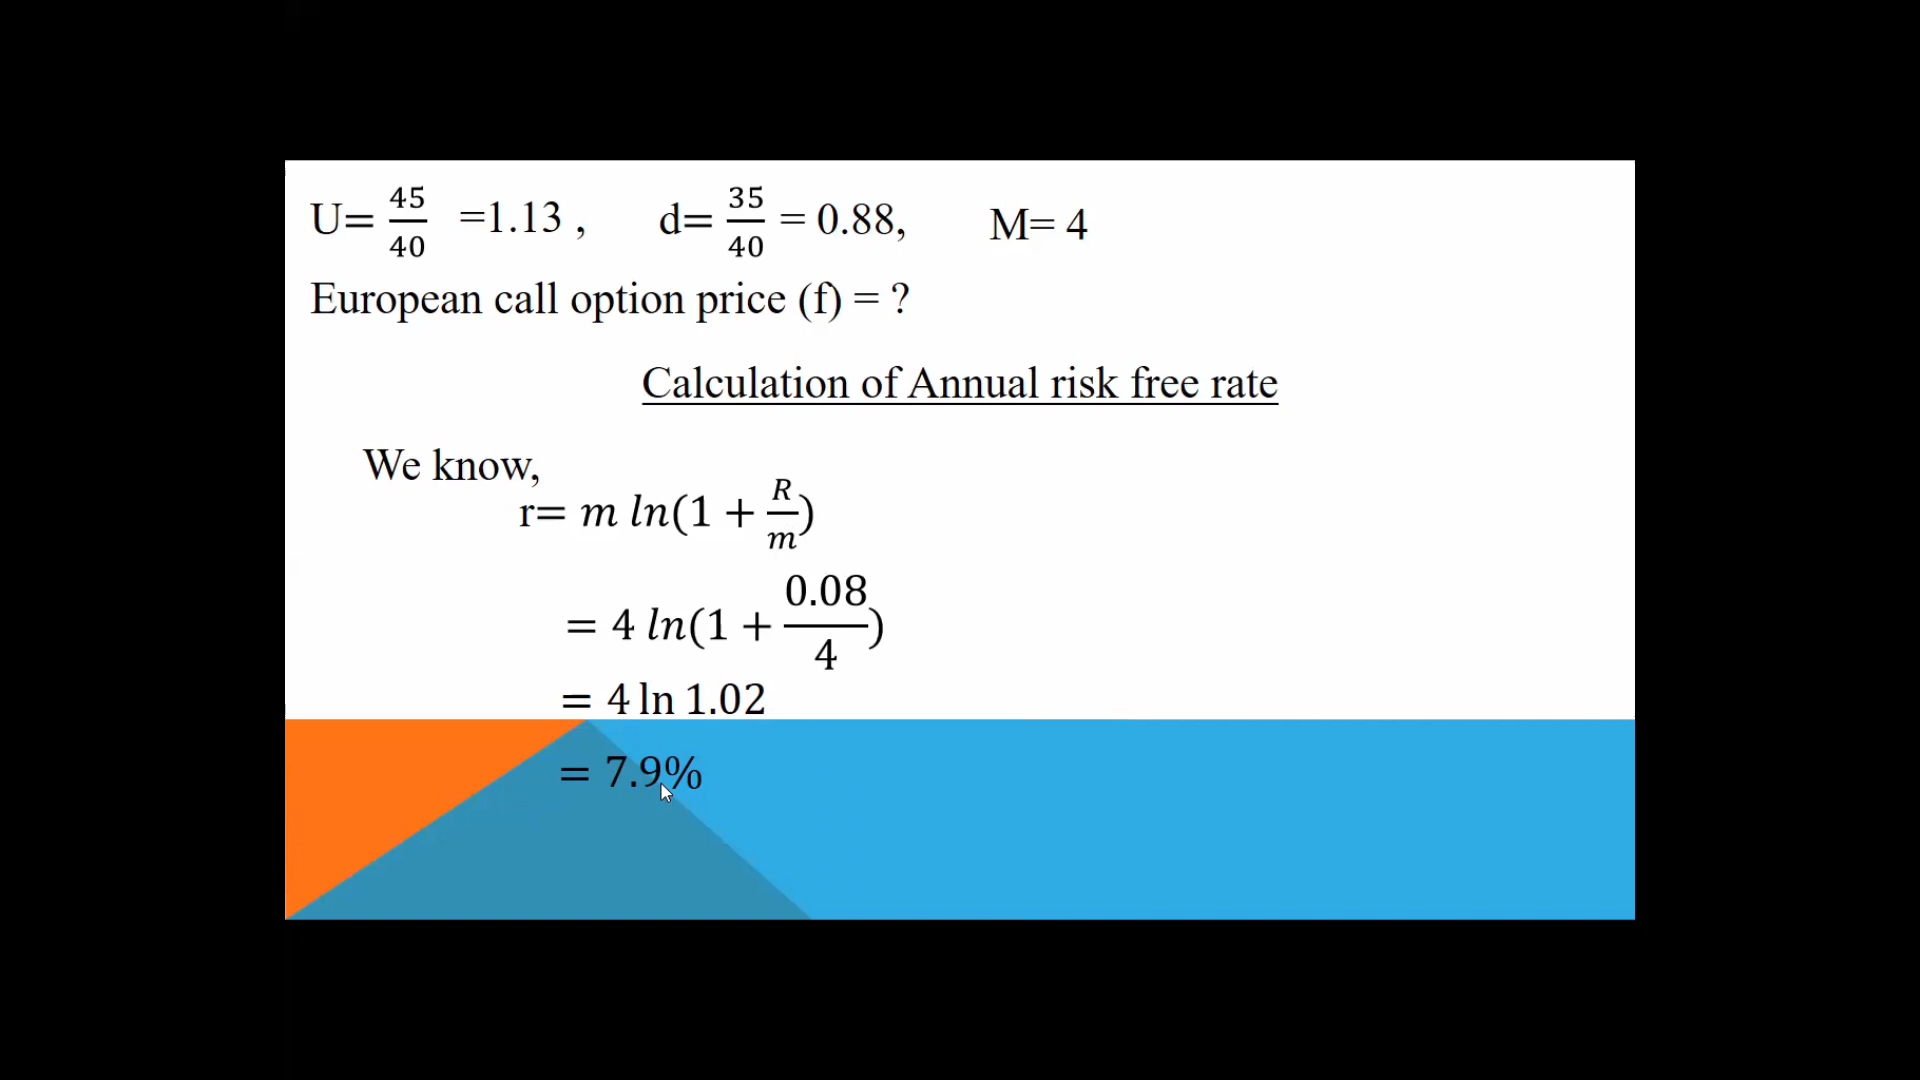 U= 45/40 =1.13 , d= 35/40 = 0.88, M= 4
European call option price (f) = ?
Calculation of Annual risk free rate
We know,
r= m ln(1 + R/m)
= 4 ln(1 + 0.08/4)
= 4 ln 1.02
= 7.9%